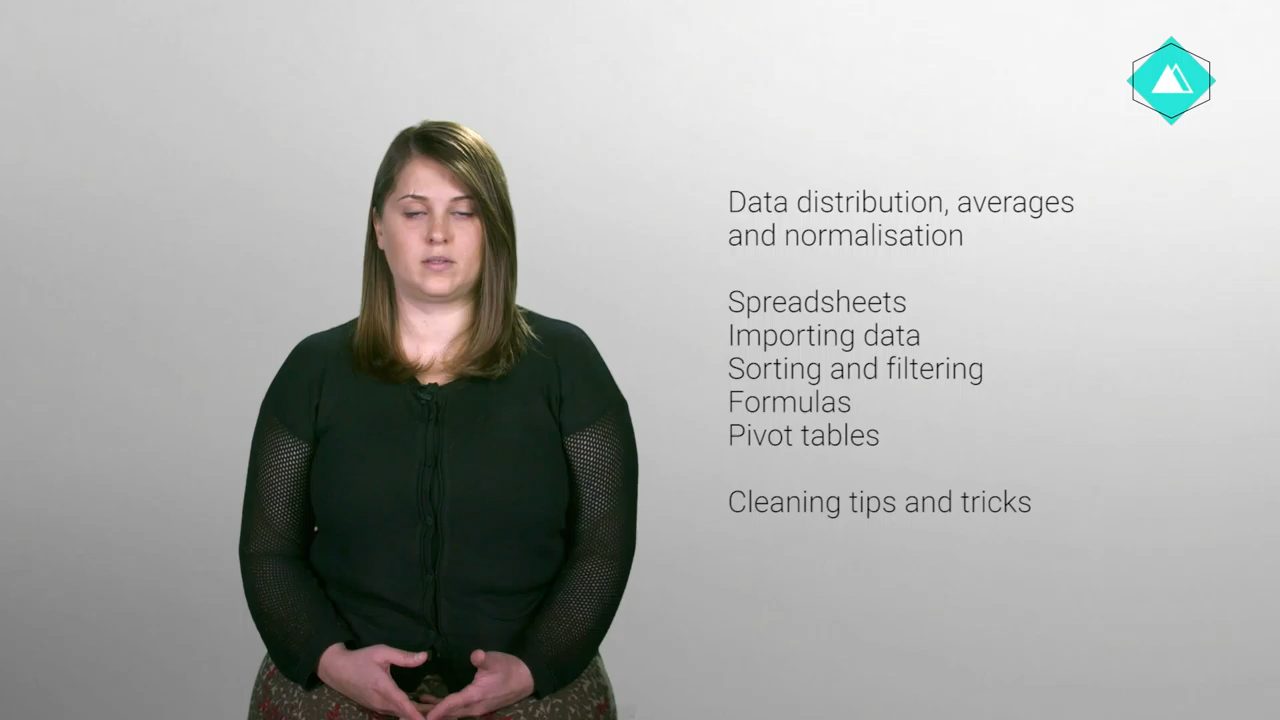 Data distribution, averages
and normalisation
Spreadsheets
Importing data
Sorting and filtering
Formulas
Pivot tables
Cleaning tips and tricks